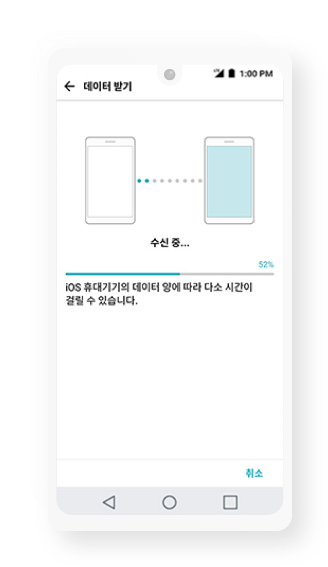 1:00 PM
데이터 받기
수신 중...
52%
iOS 휴대기기의 데이터 양에 따라 다소 시간이
걸릴 수 있습니다.
취소